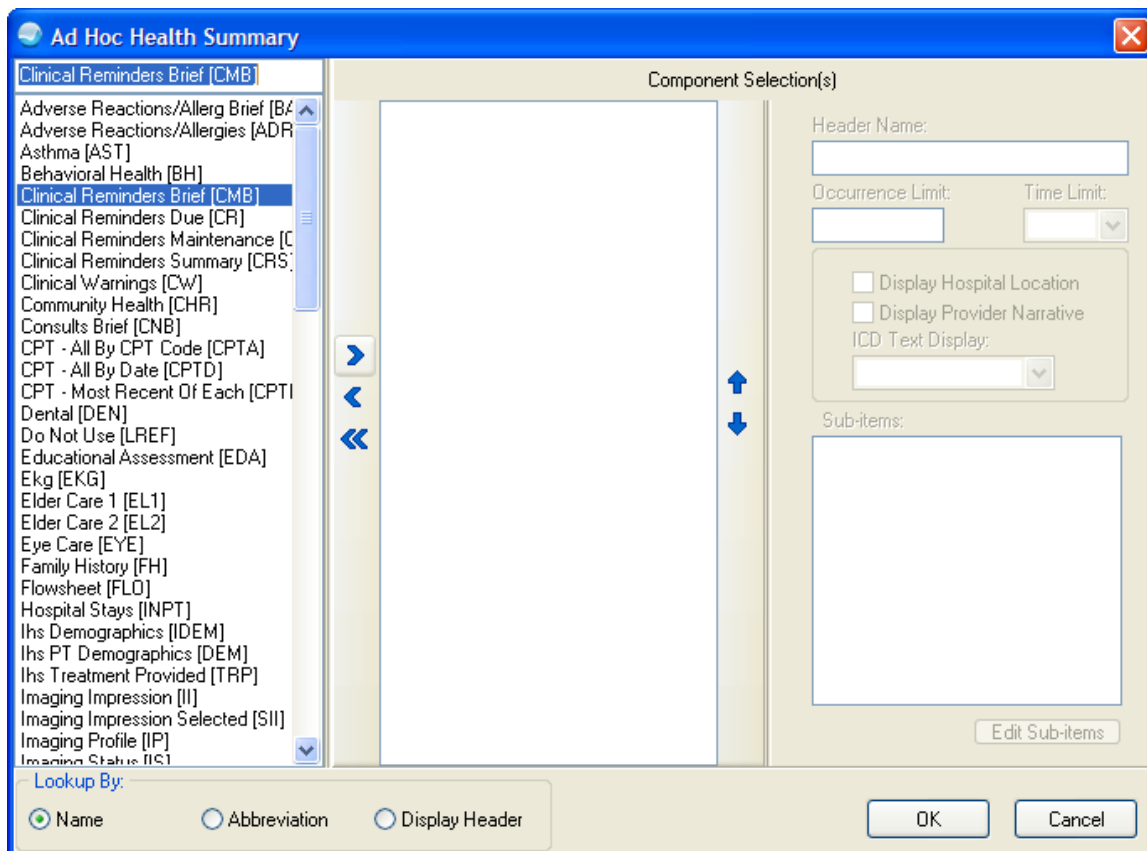 Ad Hoc Health Summary
Clinical Reminders Brief [CMB]
Component Selection(s)
Adverse Reactions/Allerg Brief [BA
Adverse Reactions/Allergies [ADR
Asthma [AST]
Behavioral Health [BH]
Clinical Reminders Brief [CMB]
Clinical Reminders Due [CR]
Clinical Reminders Maintenance [C
Clinical Reminders Summary [CRS]
Clinical Warnings [CW]
Community Health [CHR]
Consults Brief [CNB]
CPT - All By CPT Code [CPTA]
CPT - All By Date [CPTD]
CPT - Most Recent Of Each [CPTI
Dental [DEN]
Do Not Use [LREF]
Educational Assessment [EDA]
Ekg [EKG]
Elder Care 1 [EL1]
Elder Care 2 [EL2]
Eye Care [EYE]
Family History [FH]
Flowsheet [FLO]
Hospital Stays [INPT]
Ihs Demographics [IDEM]
Ihs PT Demographics [DEM]
Ihs Treatment Provided [TRP]
Imaging Impression [II]
Imaging Impression Selected [SII]
Imaging Profile [IP]
Imaging Status [IS]
Header Name:
Occurrence Limit:
Time Limit:
Display Hospital Location
Display Provider Narrative
ICD Text Display:
Sub-items:
Edit Sub-items
Lookup By:
Name
Abbreviation
Display Header
OK
Cancel